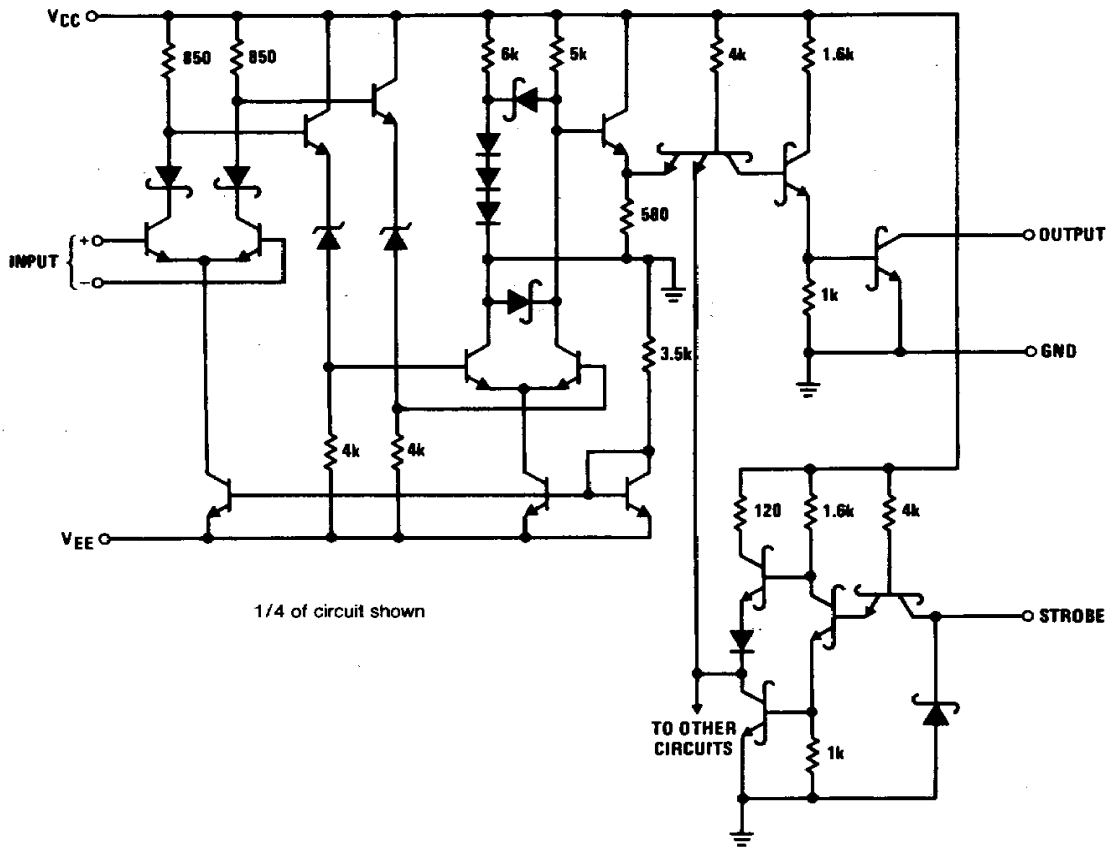 VCC
850
850
6k
5k
4k
1.6k
580
INPUT { +
−
OUTPUT
1k
GND
3.5k
4k
4k
VEE
120
1.6k
4k
1/4 of circuit shown
STROBE
TO OTHER
CIRCUITS
1k